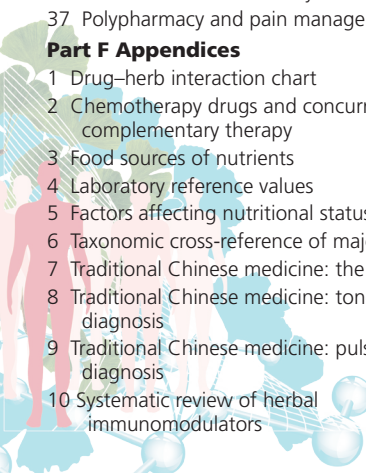 37 Polypharmacy and pain manage
Part F Appendices
1 Drug–herb interaction chart
2 Chemotherapy drugs and concurr
complementary therapy
3 Food sources of nutrients
4 Laboratory reference values
5 Factors affecting nutritional status
6 Taxonomic cross-reference of maj
7 Traditional Chinese medicine: the
8 Traditional Chinese medicine: ton
diagnosis
9 Traditional Chinese medicine: puls
diagnosis
10 Systematic review of herbal
immunomodulators